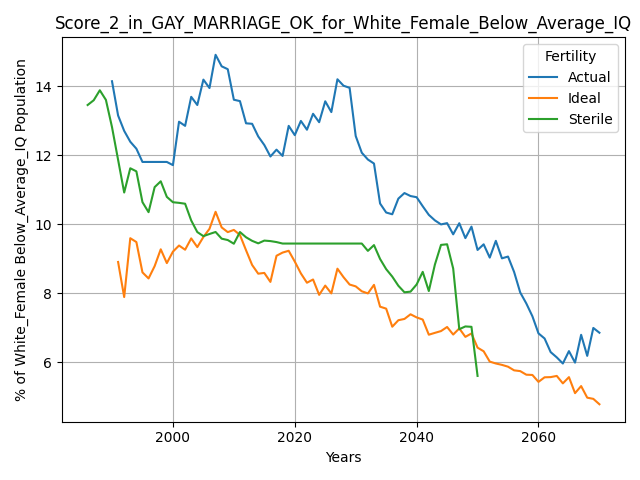 Score_2_in_GAY_MARRIAGE_OK_for_White_Female_Below_Average_IQ
% of White_Female Below_Average_IQ Population
14
12
10
8
6
Fertility
Actual
Ideal
Sterile
2000 2020 2040 2060
Years